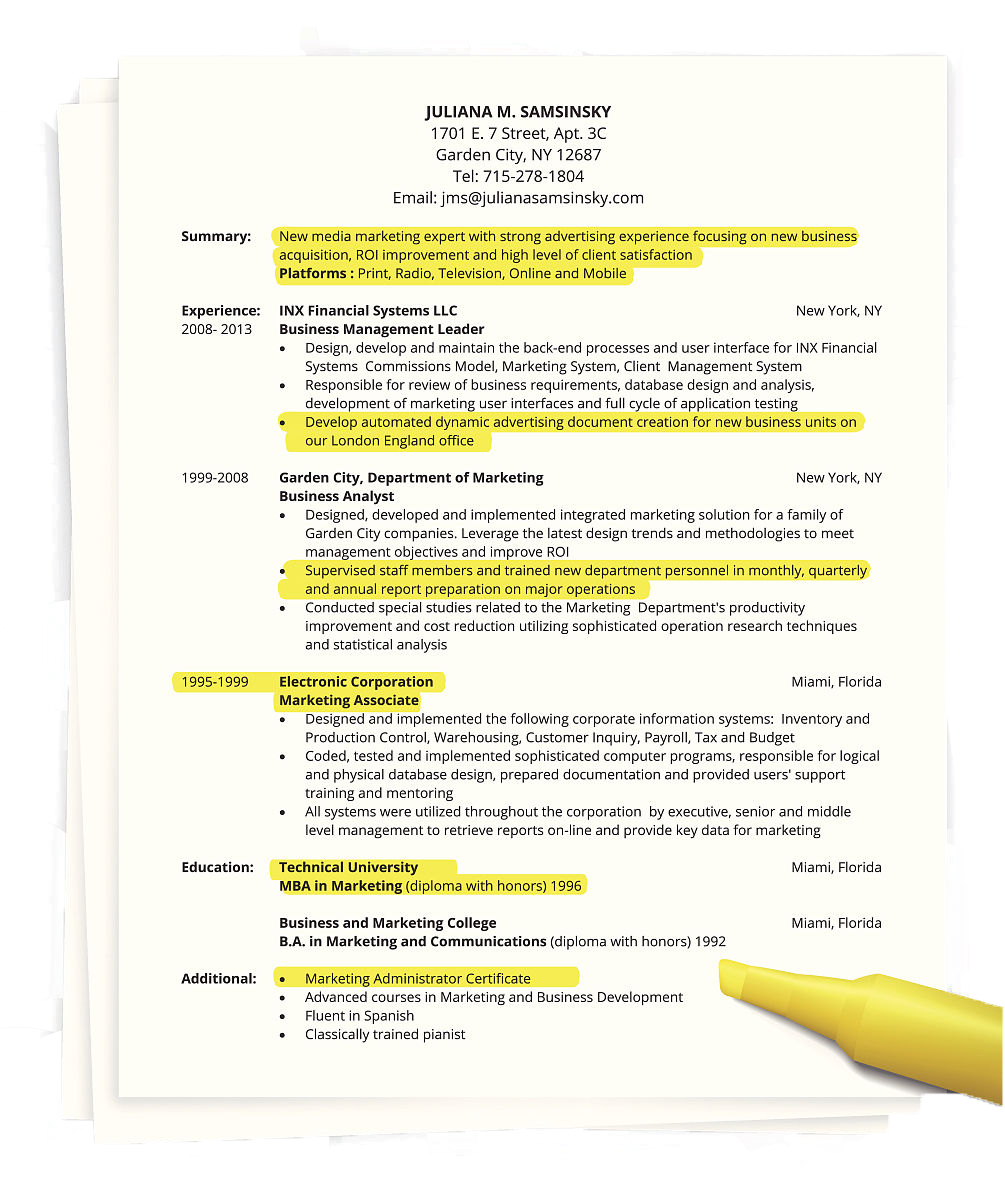 JULIANA M. SAMSINSKY
1701 E. 7 Street, Apt. 3C
Garden City, NY 12687
Tel: 715-278-1804
Email: jms@julianasamsinsky.com
Summary: New media marketing expert with strong advertising experience focusing on new business
acquisition, ROI improvement and high level of client satisfaction
Platforms : Print, Radio, Television, Online and Mobile
Experience: INX Financial Systems LLC New York, NY
2008- 2013 Business Management Leader
• Design, develop and maintain the back-end processes and user interface for INX Financial
Systems Commissions Model, Marketing System, Client Management System
• Responsible for review of business requirements, database design and analysis,
development of marketing user interfaces and full cycle of application testing
• Develop automated dynamic advertising document creation for new business units on
our London England office
1999-2008 Garden City, Department of Marketing New York, NY
Business Analyst
• Designed, developed and implemented integrated marketing solution for a family of
Garden City companies. Leverage the latest design trends and methodologies to meet
management objectives and improve ROI
• Supervised staff members and trained new department personnel in monthly, quarterly
and annual report preparation on major operations
• Conducted special studies related to the Marketing Department's productivity
improvement and cost reduction utilizing sophisticated operation research techniques
and statistical analysis
1995-1999 Electronic Corporation Miami, Florida
Marketing Associate
• Designed and implemented the following corporate information systems: Inventory and
Production Control, Warehousing, Customer Inquiry, Payroll, Tax and Budget
• Coded, tested and implemented sophisticated computer programs, responsible for logical
and physical database design, prepared documentation and provided users' support
training and mentoring
• All systems were utilized throughout the corporation by executive, senior and middle
level management to retrieve reports on-line and provide key data for marketing
Education: Technical University Miami, Florida
MBA in Marketing (diploma with honors) 1996
Business and Marketing College Miami, Florida
B.A. in Marketing and Communications (diploma with honors) 1992
Additional: • Marketing Administrator Certificate
• Advanced courses in Marketing and Business Development
• Fluent in Spanish
• Classically trained pianist